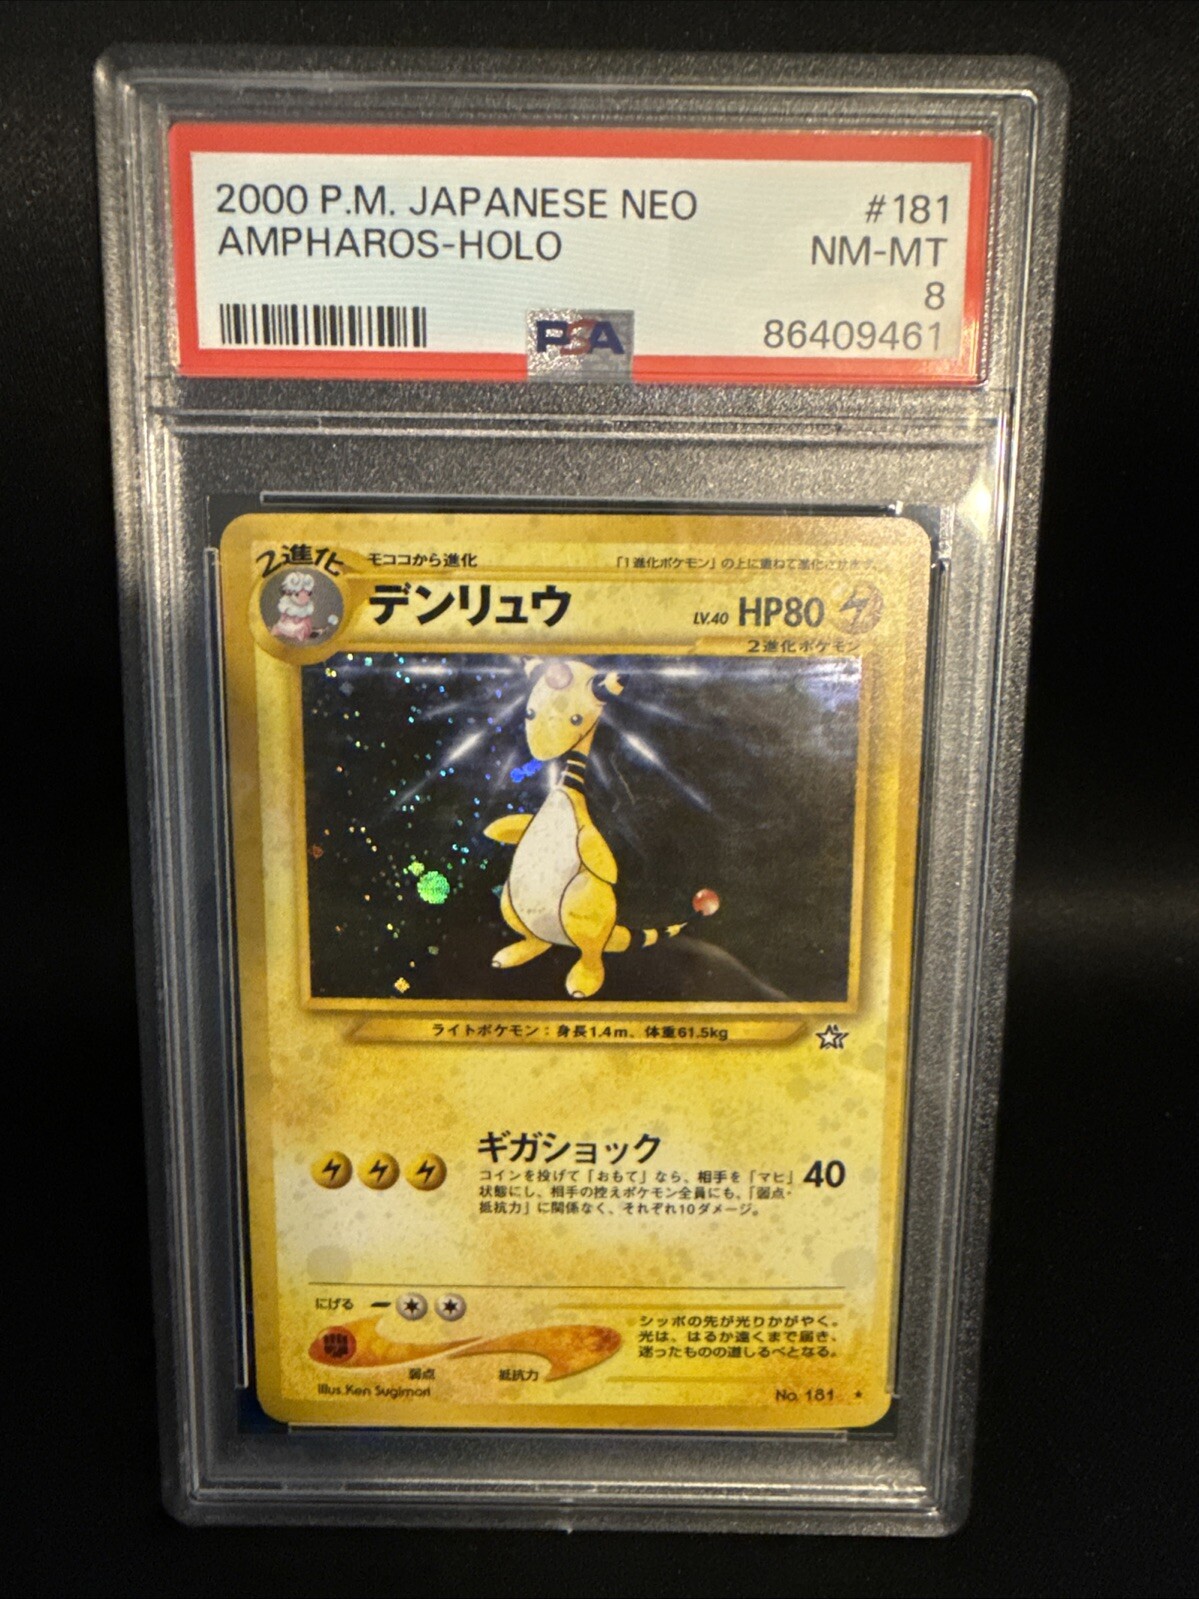 2000 P.M. JAPANESE NEO #181
AMPHAROS-HOLO NM-MT
8
PSA 86409461
2進化 モココから進化 「1進化ポケモン」の上に重ねて進化させます
デンリュウ LV.40 HP80
2進化ポケモン
ライトポケモン:身長1.4m、体重61.5kg
ギガショック 40
コインを投げて「おもて」なら、相手を「マヒ」
状態にし、相手の控えポケモン全員にも、「弱点・
抵抗力」に関係なく、それぞれ10ダメージ。
にげる
シッポの先が光りかがやく。
光は、はるか遠くまで届き、
迷ったものの道しるべとなる。
弱点 抵抗力
Illus.Ken Sugimori No. 181 ★